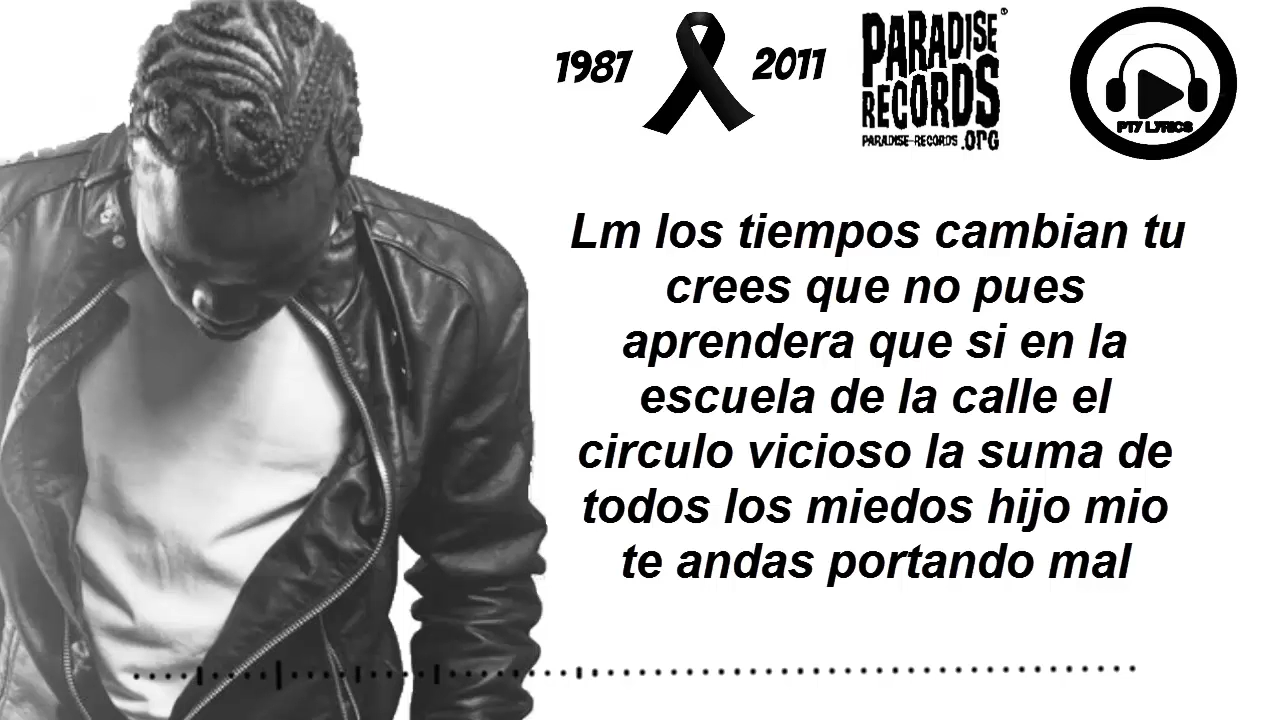 1987
2011
PARADISE
RECORDS
PARADISE-RECORDS.org
PTY LYRICS
Lm los tiempos cambian tu
crees que no pues
aprendera que si en la
escuela de la calle el
circulo vicioso la suma de
todos los miedos hijo mio
te andas portando mal